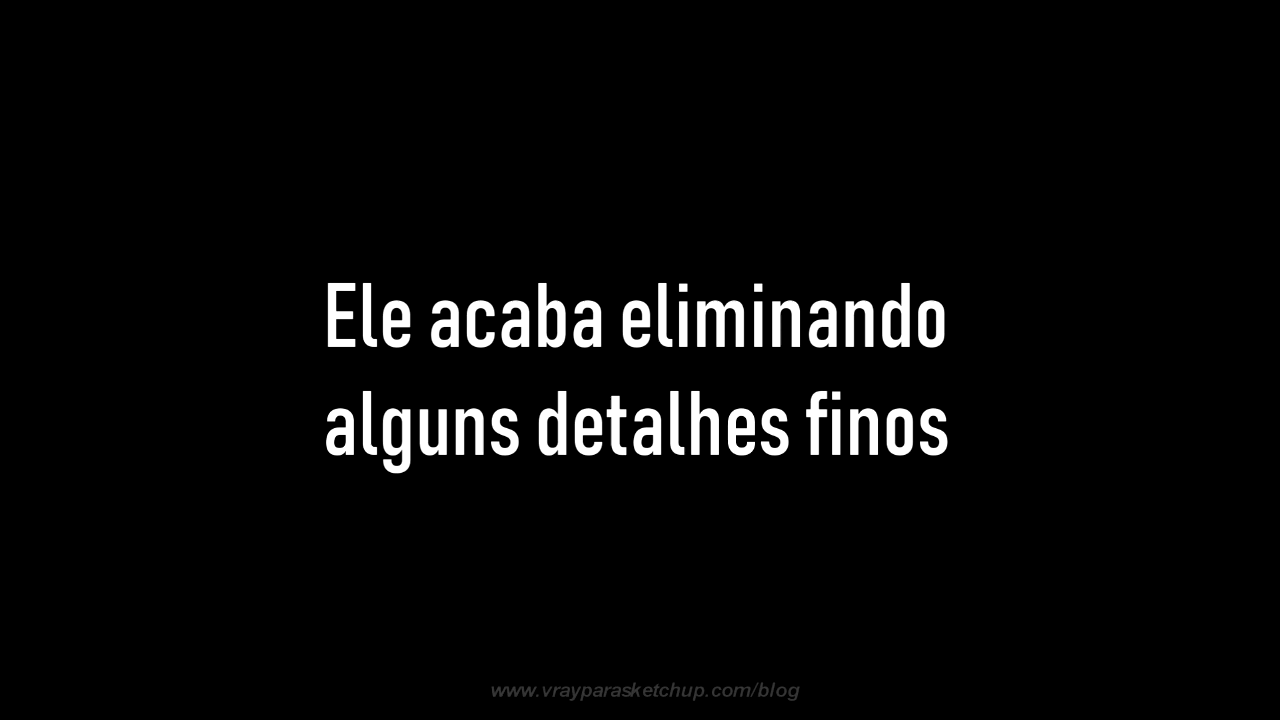 Ele acaba eliminando
alguns detalhes finos
www.vrayparasketchup.com/blog